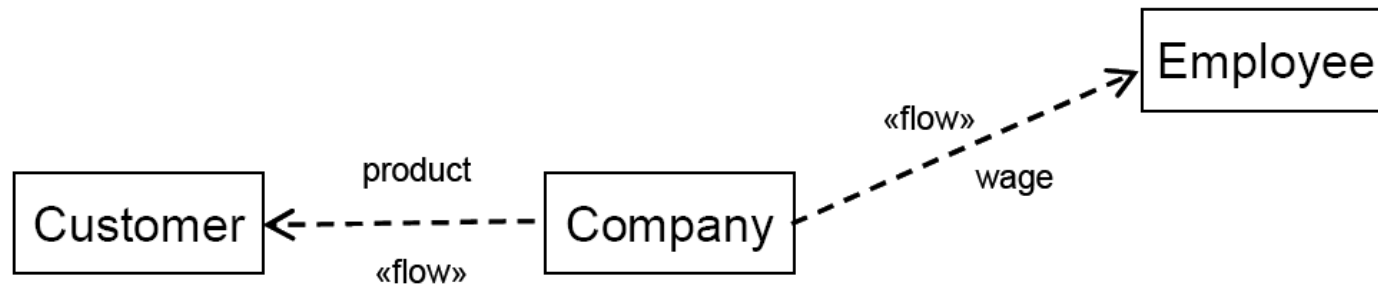 Employee
«flow»
wage
product
Customer
Company
«flow»